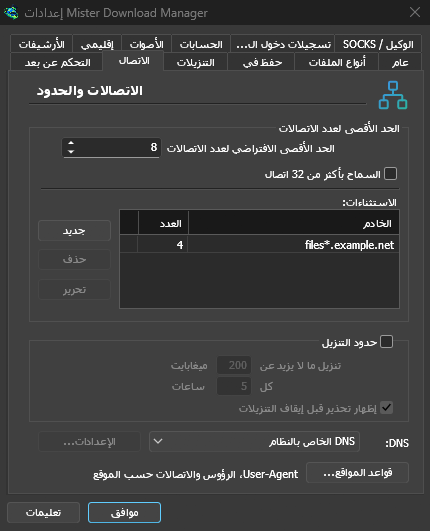 إعدادات | Mister Download Manager
الوكيل / SOCKS
تسجيلات دخول ال...
الحسابات
الأصوات
إقليمي
الأرشيفات
عام
أنواع الملفات
حفظ في
التنزيلات
الاتصال
التحكم عن بعد
الاتصالات والحدود
الحد الأقصى لعدد الاتصالات
الحد الأقصى الافتراضي لعدد الاتصالات
8
السماح بأكثر من 32 اتصال
الاستثناءات:
الخادم
العدد
files*.example.net
4
جديد
حذف
تحرير
حدود التنزيل
تنزيل ما لا يزيد عن 200 ميغابايت
كل 5 ساعات
إظهار تحذير قبل إيقاف التنزيلات
DNS:
DNS الخاص بالنظام
الإعدادات...
قواعد المواقع...
User-Agent، الرؤوس والاتصالات حسب الموقع
موافق
تعليمات